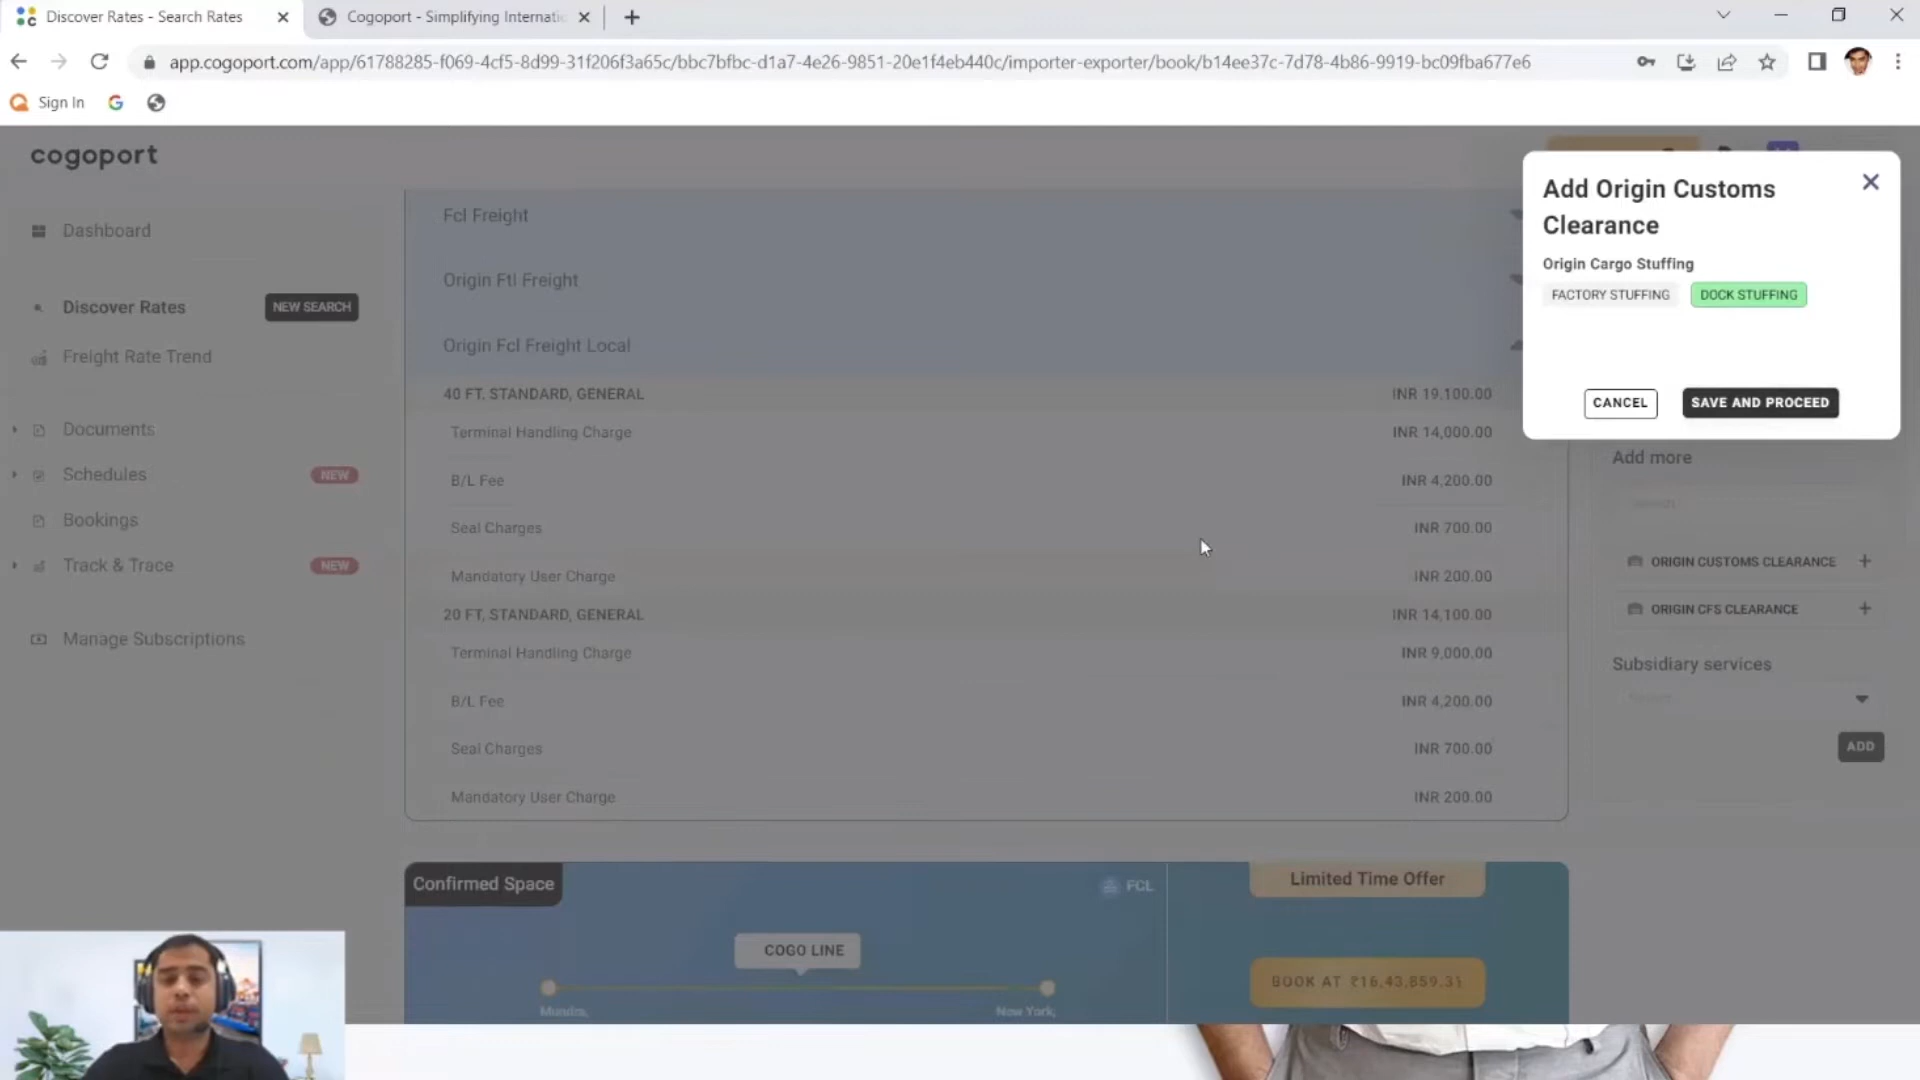 Discover Rates - Search Rates
Cogoport - Simplifying Internati
app.cogoport.com/app/61788285-f069-4cf5-8d99-31f206f3a65c/bbc7bfbc-d1a7-4e26-9851-20e1f4eb440c/importer-exporter/book/b14ee37c-7d78-4b86-9919-bc09fba677e6
Sign In
cogoport
Dashboard
Discover Rates
NEW SEARCH
Freight Rate Trend
Documents
Schedules
NEW
Bookings
Track & Trace
NEW
Manage Subscriptions
Fcl Freight
Origin Ftl Freight
Origin Fcl Freight Local
40 FT, STANDARD, GENERAL INR 19,100.00
Terminal Handling Charge INR 14,000.00
B/L Fee INR 4,200.00
Seal Charges INR 700.00
Mandatory User Charge INR 200.00
20 FT, STANDARD, GENERAL INR 14,100.00
Terminal Handling Charge INR 9,000.00
B/L Fee INR 4,200.00
Seal Charges INR 700.00
Mandatory User Charge INR 200.00
Confirmed Space
FCL
COGO LINE
Mundra,
New York,
Limited Time Offer
BOOK AT ₹16,43,859.31
Add Origin Customs
Clearance
Origin Cargo Stuffing
FACTORY STUFFING
DOCK STUFFING
CANCEL
SAVE AND PROCEED
Add more
Search
ORIGIN CUSTOMS CLEARANCE
ORIGIN CFS CLEARANCE
Subsidiary services
ADD